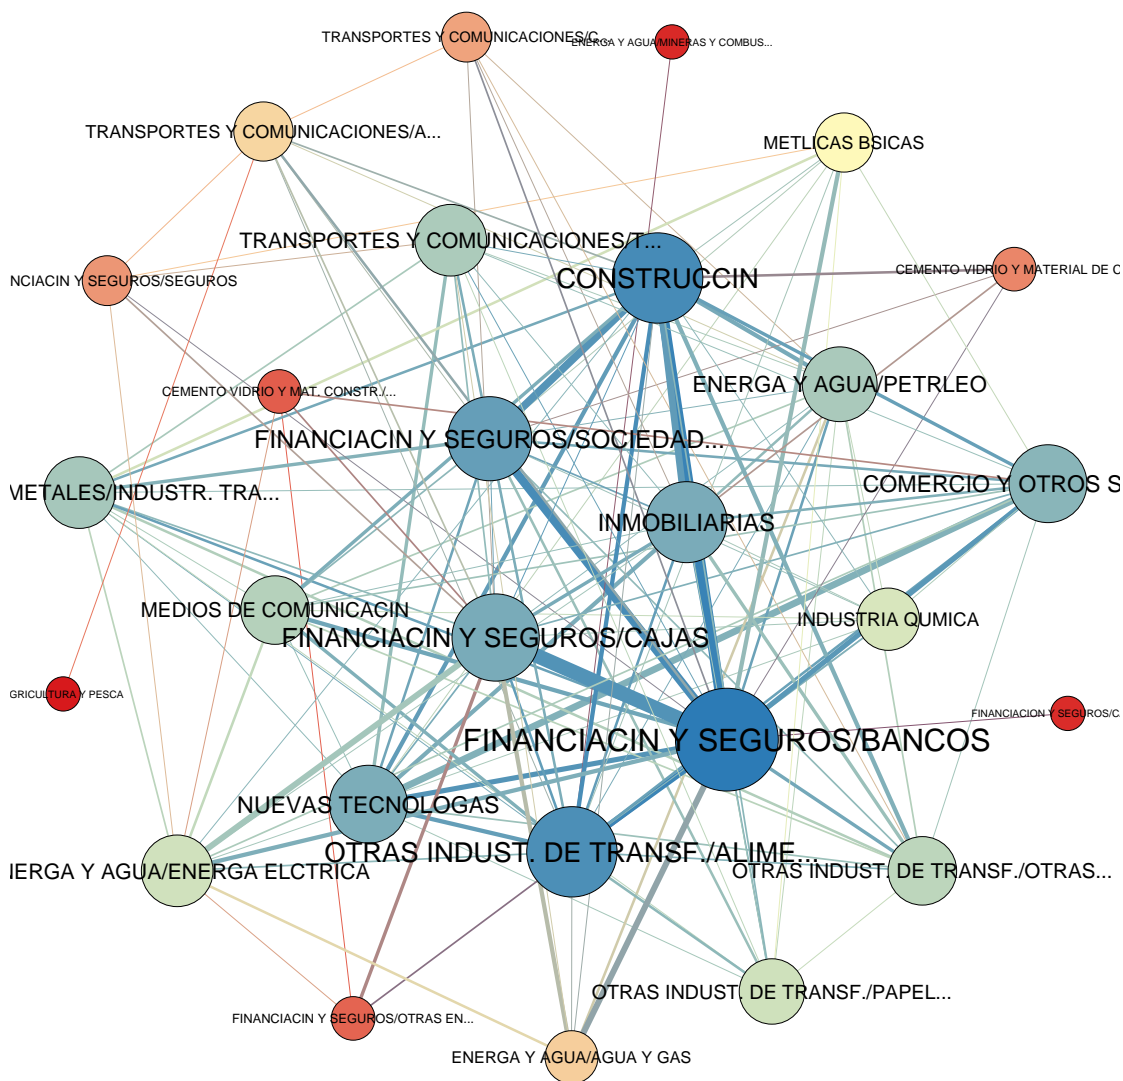 TRANSPORTES Y COMUNICACIONES/C...
ENERGA Y AGUA/MINERAS Y COMBUS...
TRANSPORTES Y COMUNICACIONES/A...
METLICAS BSICAS
TRANSPORTES Y COMUNICACIONES/T...
CONSTRUCCIN
CEMENTO VIDRIO Y MATERIAL DE C
NCIACIN Y SEGUROS/SEGUROS
CEMENTO VIDRIO Y MAT. CONSTR./...
ENERGA Y AGUA/PETRLEO
FINANCIACIN Y SEGUROS/SOCIEDAD...
METALES/INDUSTR. TRA...
COMERCIO Y OTROS S
INMOBILIARIAS
MEDIOS DE COMUNICACIN
INDUSTRIA QUMICA
FINANCIACIN Y SEGUROS/CAJAS
GRICULTURA Y PESCA
FINANCIACION Y SEGUROS/CA
FINANCIACIN Y SEGUROS/BANCOS
NUEVAS TECNOLOGAS
OTRAS INDUST. DE TRANSF./ALIME...
NERGA Y AGUA/ENERGA ELCTRICA
OTRAS INDUST. DE TRANSF./OTRAS...
OTRAS INDUST. DE TRANSF./PAPEL...
FINANCIACIN Y SEGUROS/OTRAS EN...
ENERGA Y AGUA/AGUA Y GAS